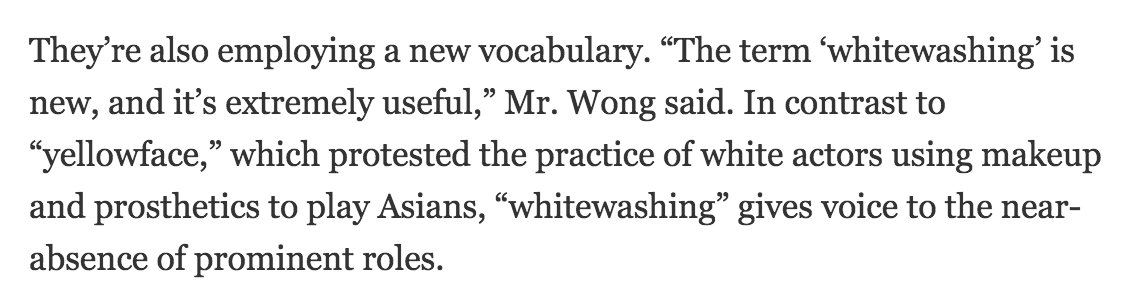 They’re also employing a new vocabulary. “The term ‘whitewashing’ is
new, and it’s extremely useful,” Mr. Wong said. In contrast to
“yellowface,” which protested the practice of white actors using makeup
and prosthetics to play Asians, “whitewashing” gives voice to the near-
absence of prominent roles.